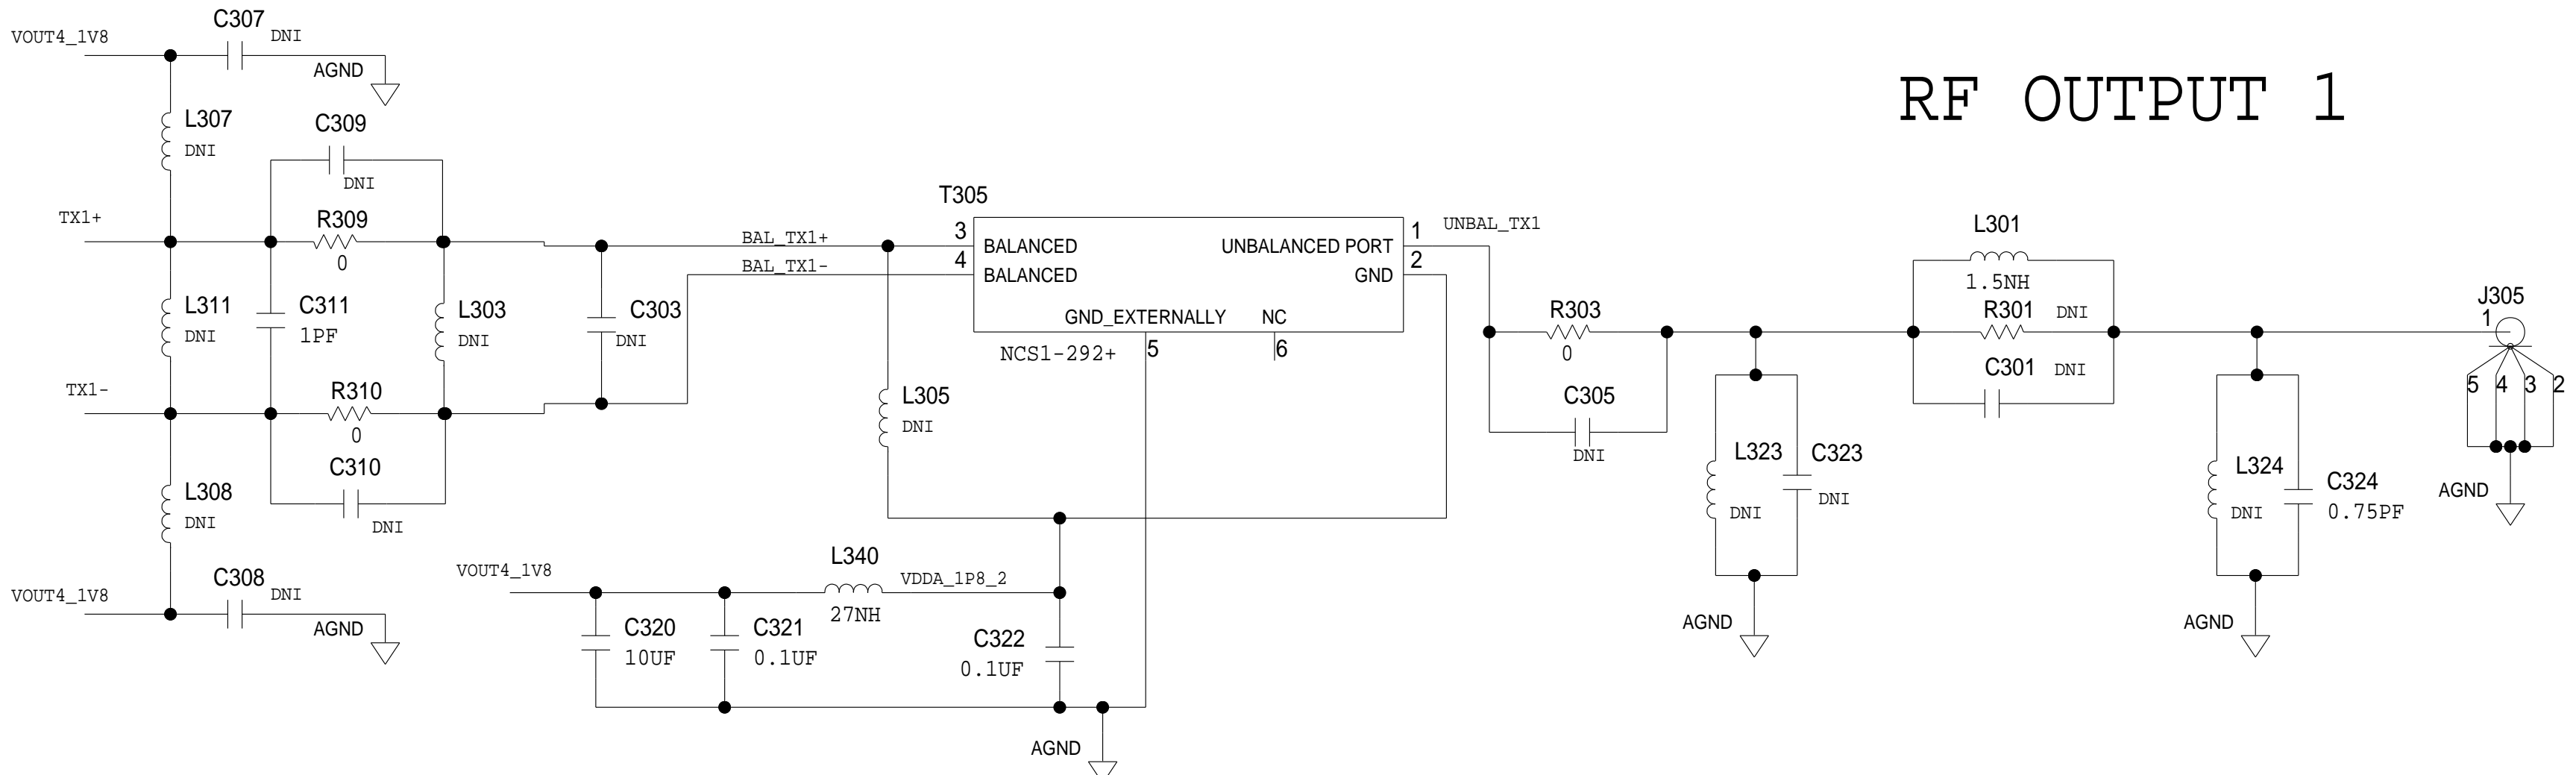 C307
DNI
VOUT4_1V8
AGND
RF OUTPUT 1
L307
DNI
C309
DNI
TX1+
R309
0
T305
3
BALANCED
4
BALANCED
UNBALANCED PORT
1
GND
2
GND_EXTERNALLY
NC
5
6
NCS1-292+
BAL_TX1+
BAL_TX1-
UNBAL_TX1
L311
DNI
C311
1PF
L303
DNI
C303
DNI
TX1-
R310
0
C310
DNI
L305
DNI
R303
0
C305
DNI
L301
1.5NH
R301
DNI
C301
DNI
J305
1
5
4
3
2
AGND
L323
DNI
C323
DNI
AGND
L324
DNI
C324
0.75PF
AGND
L308
DNI
C308
DNI
VOUT4_1V8
AGND
VOUT4_1V8
L340
27NH
VDDA_1P8_2
C320
10UF
C321
0.1UF
C322
0.1UF
AGND